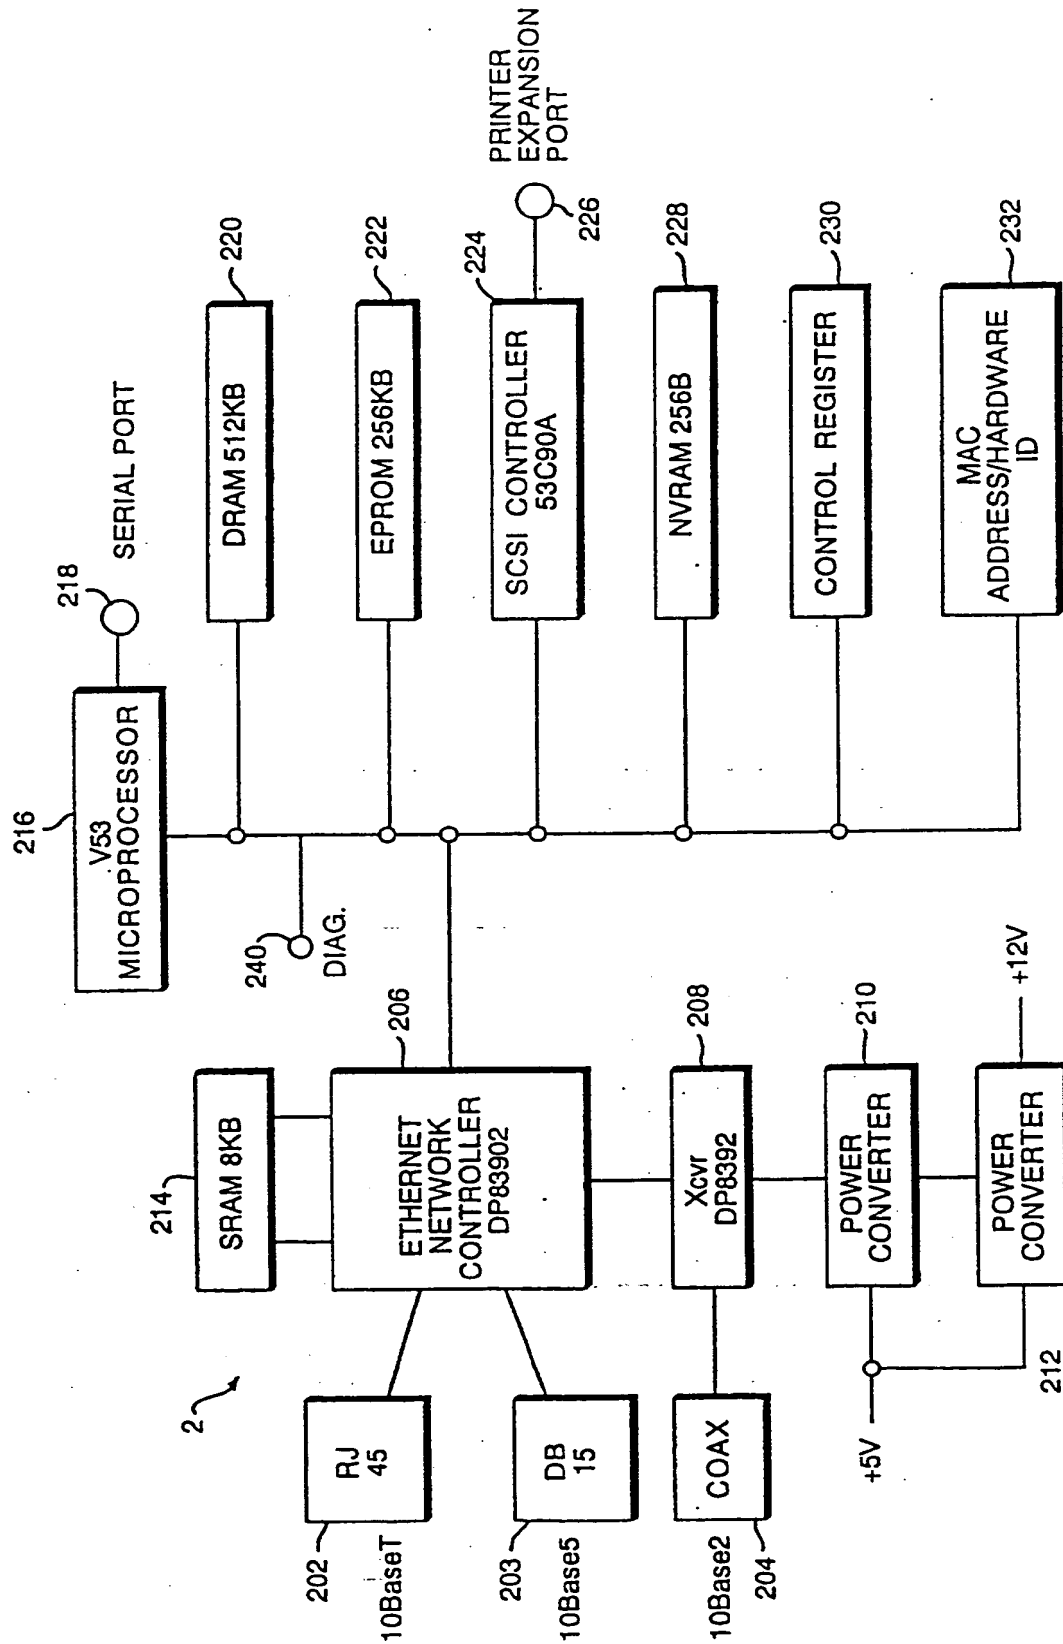 2
202
RJ
45
10BaseT
203
DB
15
10Base5
10Base2
COAX
204
214
SRAM 8KB
206
ETHERNET
NETWORK
CONTROLLER
DP83902
208
Xcvr
DP8392
210
POWER
CONVERTER
+5V
212
POWER
CONVERTER
+12V
216
V53
MICROPROCESSOR
218
SERIAL PORT
240
DIAG.
220
DRAM 512KB
222
EPROM 256KB
224
SCSI CONTROLLER
53C90A
PRINTER
EXPANSION
PORT
226
228
NVRAM 256B
230
CONTROL REGISTER
232
MAC
ADDRESS/HARDWARE
ID